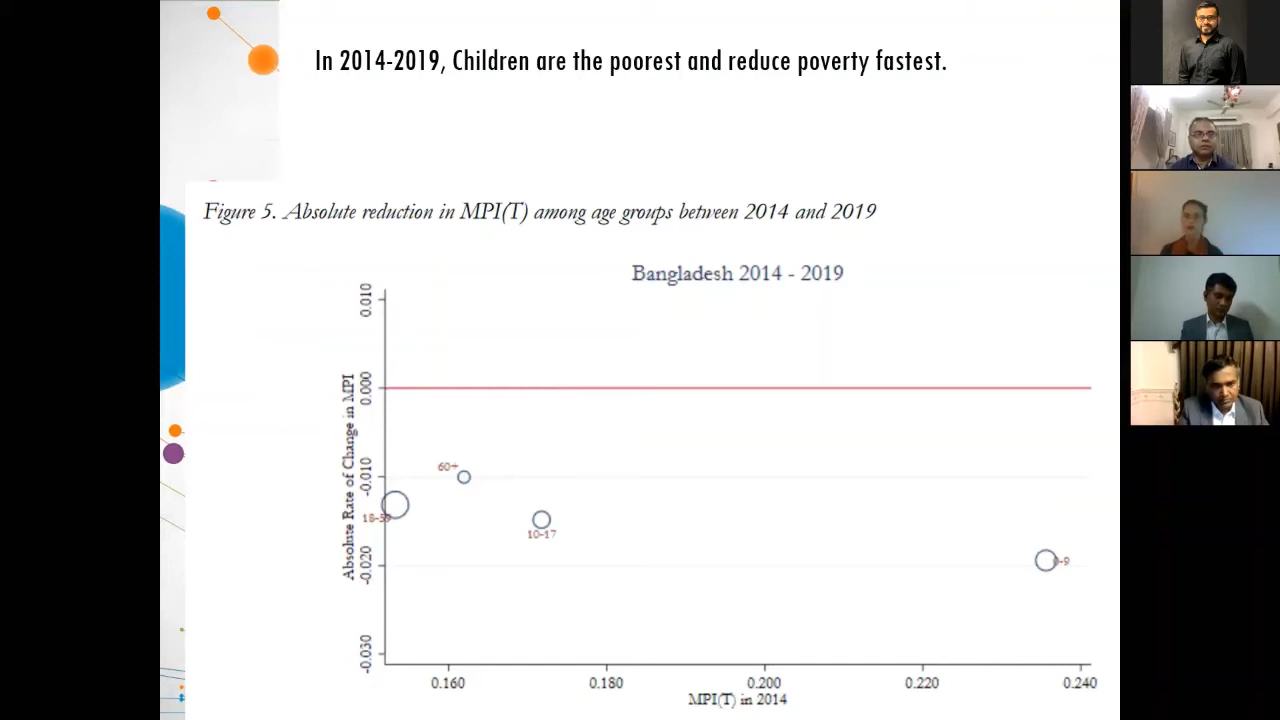 In 2014-2019, Children are the poorest and reduce poverty fastest.
Figure 5. Absolute reduction in MPI(T) among age groups between 2014 and 2019
Bangladesh 2014 - 2019
Absolute Rate of Change in MPI
0.010
0.000
-0.010
-0.020
-0.030
60+
18-59
10-17
0-9
0.160
0.180
0.200
0.220
0.240
MPI(T) in 2014